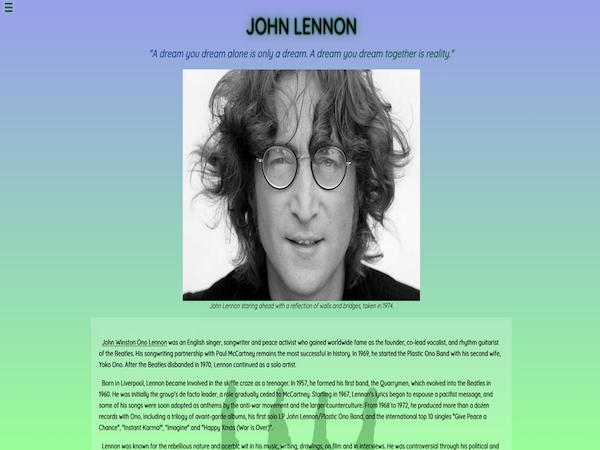 JOHN LENNON
"A dream you dream alone is only a dream. A dream you dream together is reality."
John Lennon staring ahead with a reflection of walls and bridges, taken in 1974.
John Winston Ono Lennon was an English singer, songwriter and peace activist who gained worldwide fame as the founder, co-lead vocalist, and rhythm guitarist
of the Beatles. His songwriting partnership with Paul McCartney remains the most successful in history. In 1969, he started the Plastic Ono Band with his second wife,
Yoko Ono. After the Beatles disbanded in 1970, Lennon continued as a solo artist.
Born in Liverpool, Lennon became involved in the skiffle craze as a teenager. In 1957, he formed his first band, the Quarrymen, which evolved into the Beatles in
1960. He was initially the group's de facto leader, a role gradually ceded to McCartney. Starting in 1967, Lennon's lyrics began to espouse a pacifist message, and
some of his songs were soon adopted as anthems by the anti-war movement and the larger counterculture. From 1968 to 1972, he produced more than a dozen
records with Ono, including a trilogy of avant-garde albums, his first solo LP John Lennon/Plastic Ono Band, and the international top 10 singles "Give Peace a
Chance", "Instant Karma!", "Imagine" and "Happy Xmas (War Is Over)".
Lennon was known for the rebellious nature and acerbic wit in his music, writing, drawings, on film and in interviews. He was controversial through his political and